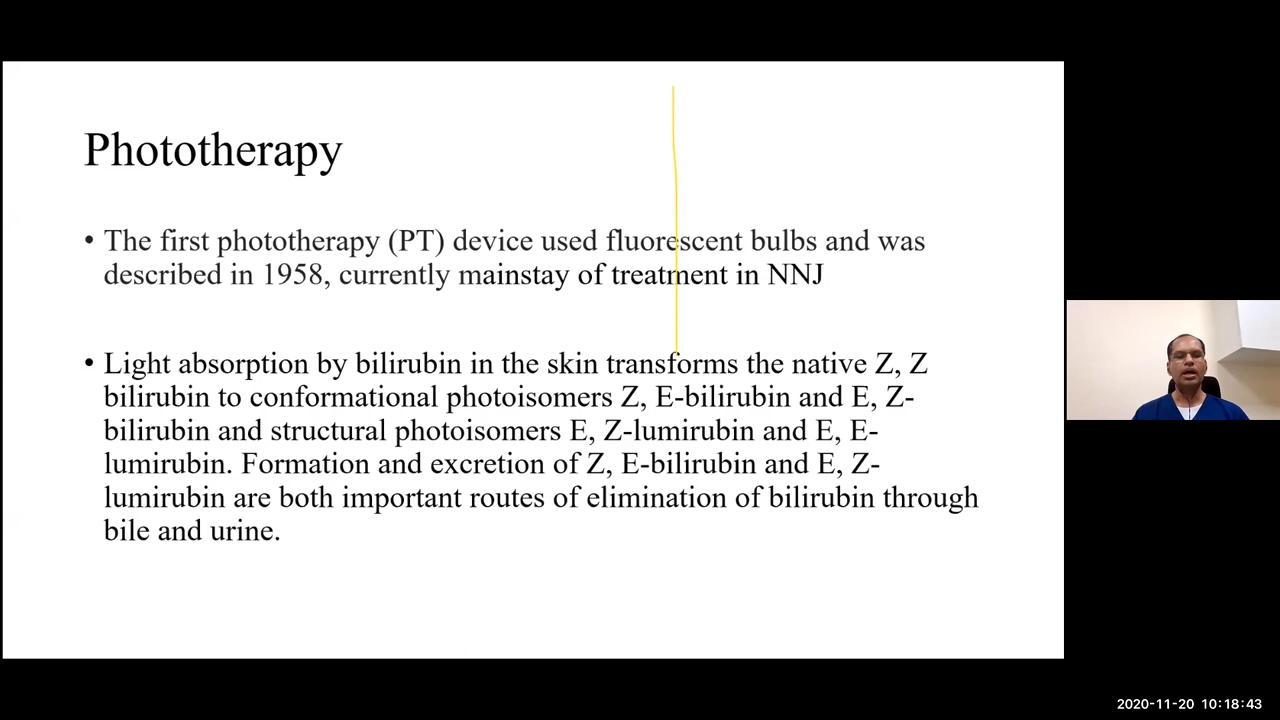 Phototherapy
• The first phototherapy (PT) device used fluorescent bulbs and was
described in 1958, currently mainstay of treatment in NNJ
• Light absorption by bilirubin in the skin transforms the native Z, Z
bilirubin to conformational photoisomers Z, E-bilirubin and E, Z-
bilirubin and structural photoisomers E, Z-lumirubin and E, E-
lumirubin. Formation and excretion of Z, E-bilirubin and E, Z-
lumirubin are both important routes of elimination of bilirubin through
bile and urine.
2020-11-20 10:18:43